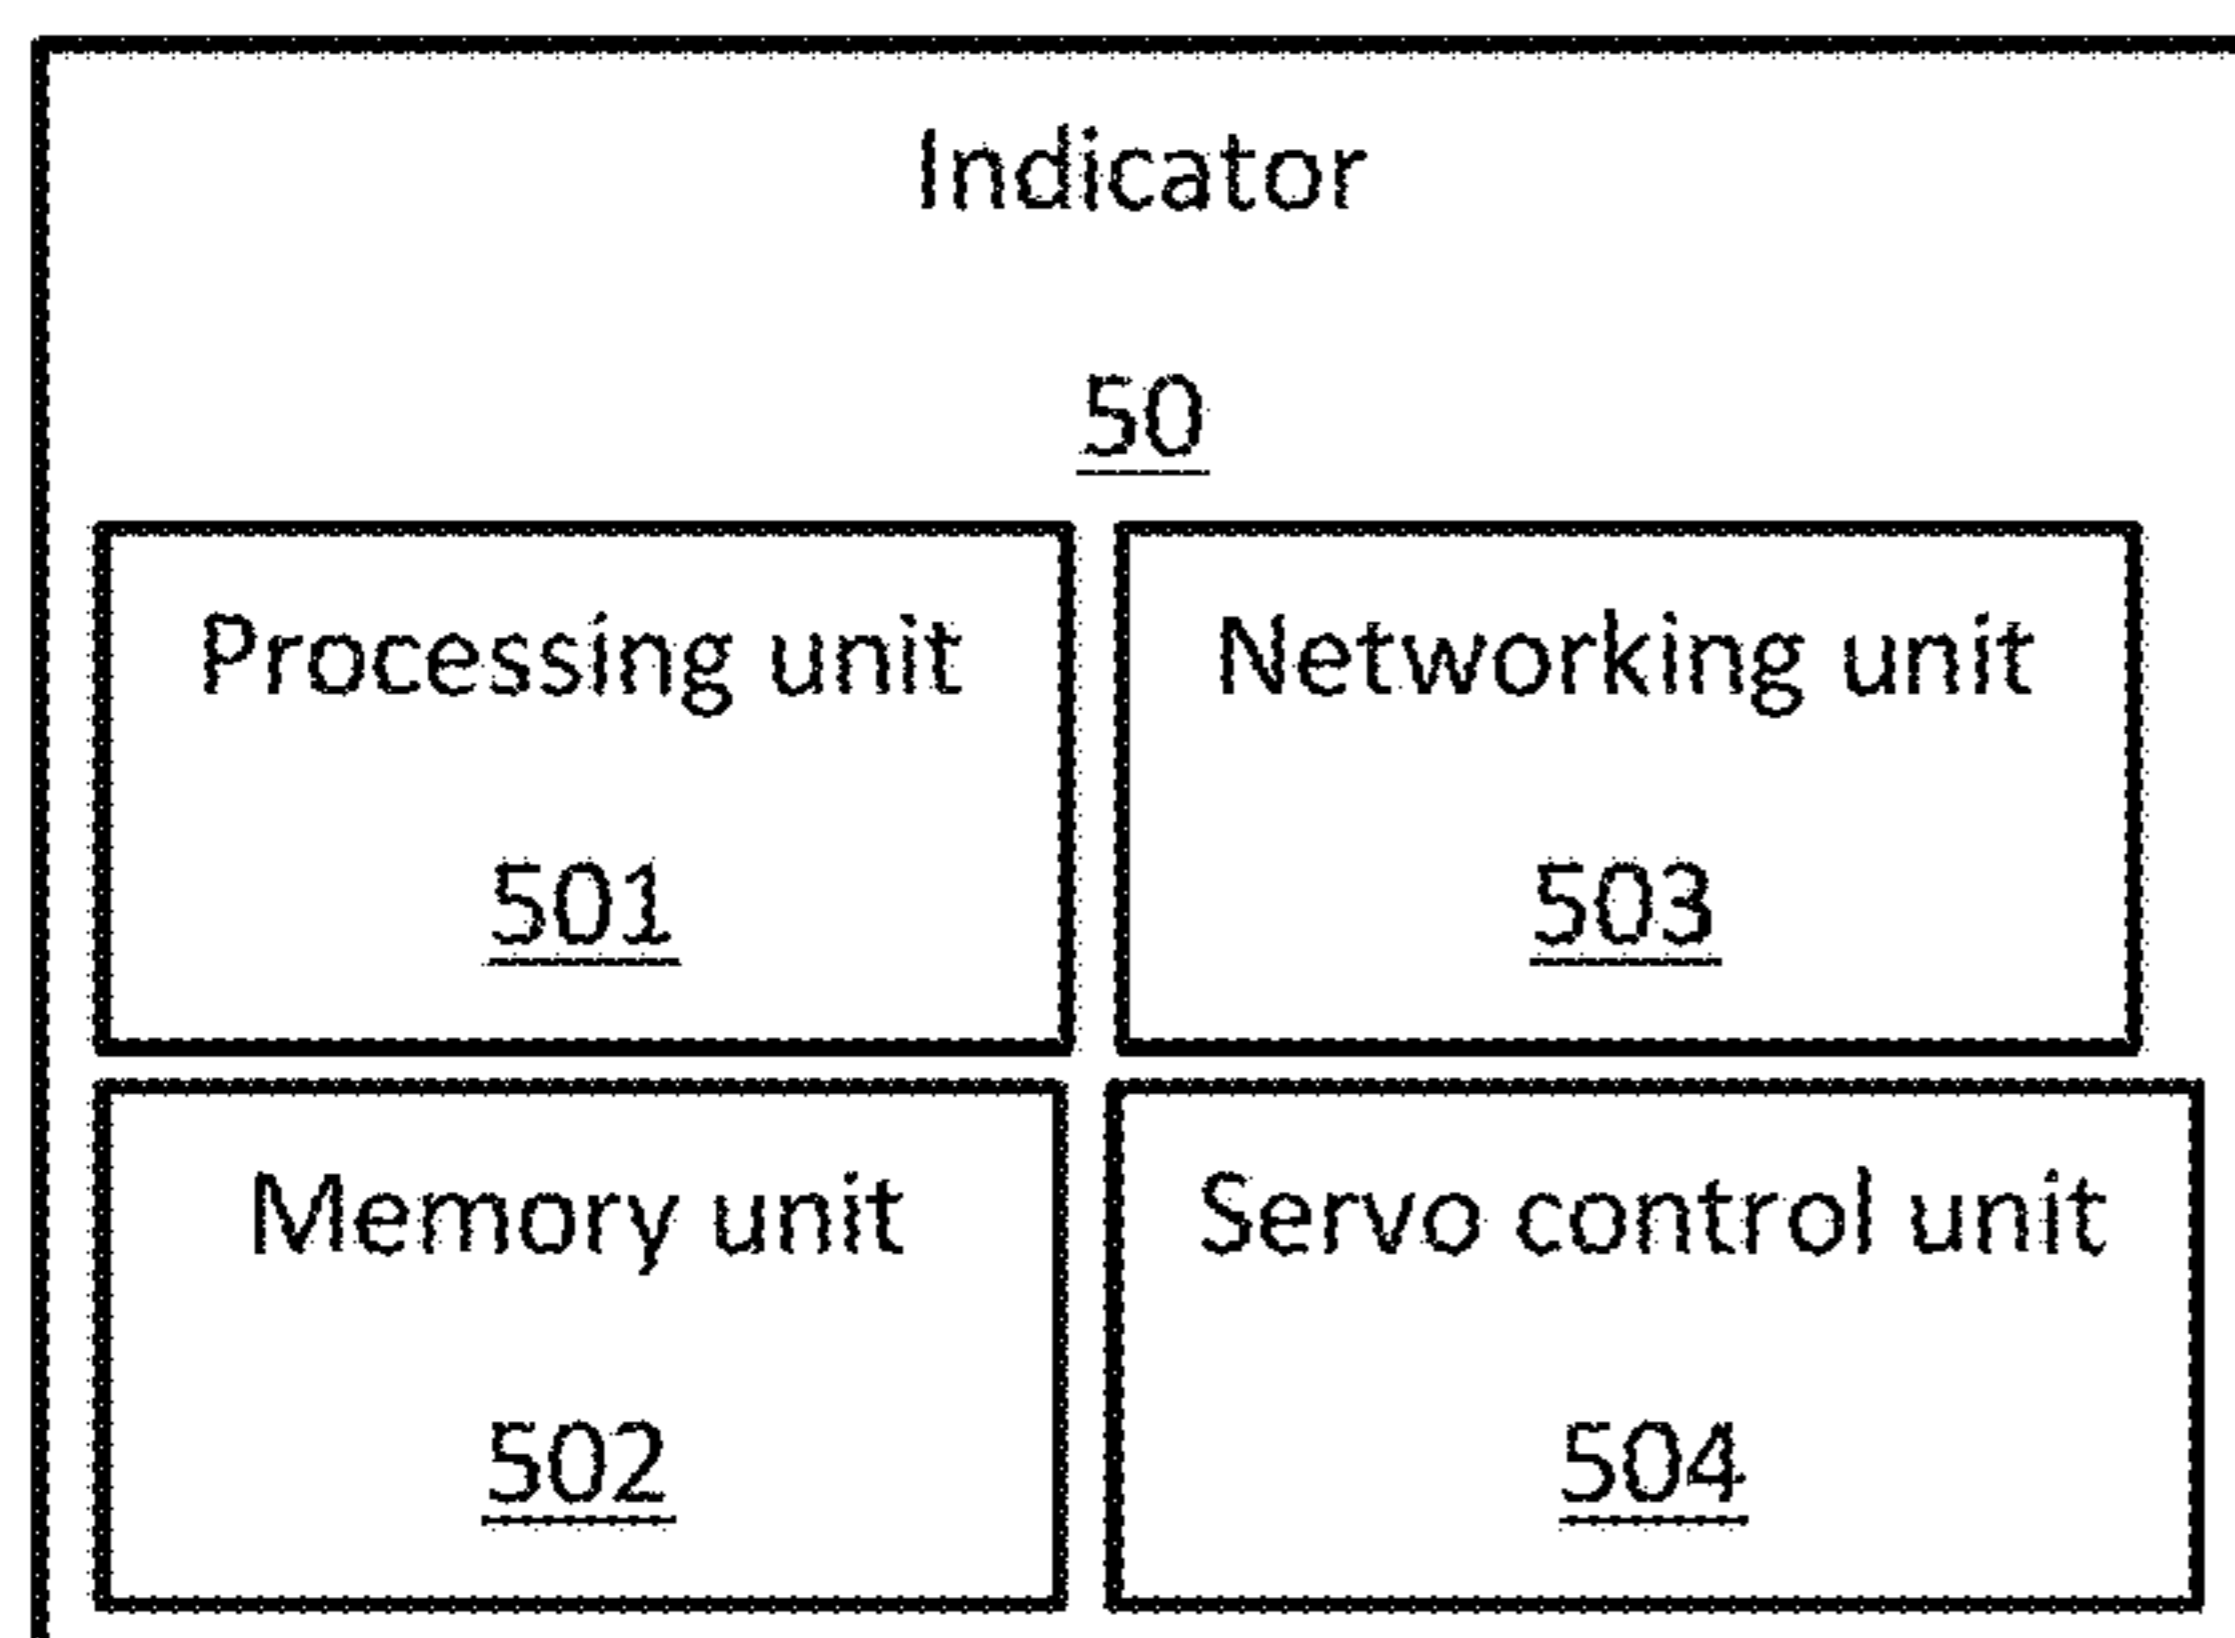 Indicator
50
Processing unit
501
Networking unit
503
Memory unit
502
Servo control unit
504